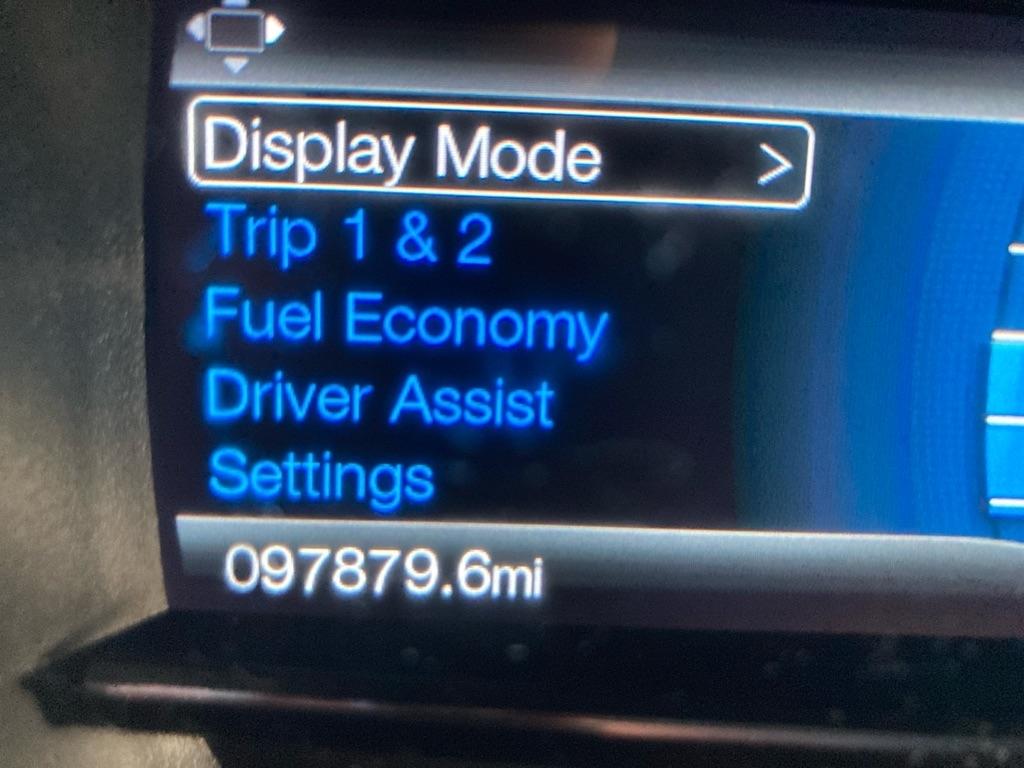 Display Mode >
Trip 1 & 2
Fuel Economy
Driver Assist
Settings
097879.6mi